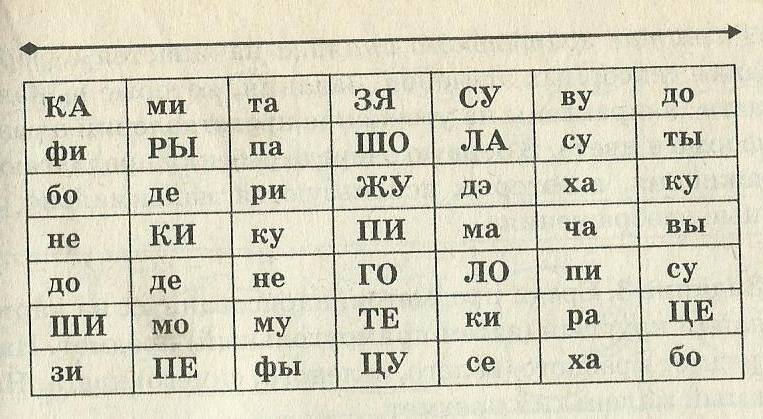 КА ми та ЗЯ СУ ву до
фи РЫ па ШО ЛА су ты
бо де ри ЖУ дэ ха ку
не КИ ку ПИ ма ча вы
до де не ГО ЛО пи су
ШИ мо му ТЕ ки ра ЦЕ
зи ПЕ фы ЦУ се ха бо